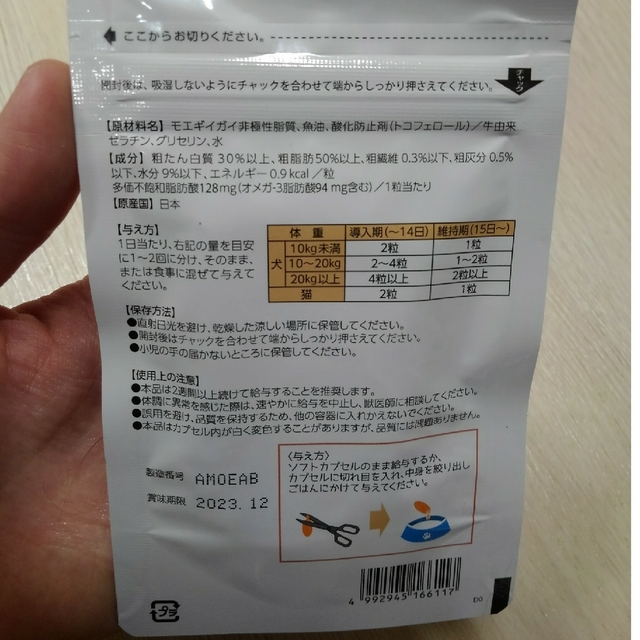 ここからお切りください。
開封後は、吸湿しないようにチャックを合わせて端からしっかり押さえてください。
チャック
【原材料名】モエギイガイ非極性脂質、魚油、酸化防止剤(トコフェロール)／牛由来
ゼラチン、グリセリン、水
【成分】粗たん白質 30%以上、粗脂肪50%以上、粗繊維 0.3%以下、粗灰分 0.5%
以下、水分 9%以下、エネルギー 0.9 kcal ／粒
多価不飽和脂肪酸128mg(オメガ-3脂肪酸94 mg含む)／1粒当たり
【原産国】日本
【与え方】
1日当たり、右記の量を目安
に1〜2回に分け、そのまま、
または食事に混ぜて与えて
ください。
体 重 導入期(〜14日) 維持期(15日〜)
犬 10kg未満 2粒 1粒
10〜20kg 2〜4粒 1〜2粒
20kg以上 4粒以上 2粒以上
猫 2粒 1粒
【保存方法】
●直射日光を避け、乾燥した涼しい場所に保管してください。
●開封後はチャックを合わせて端からしっかり押さえてください。
●小児の手の届かないところに保管してください。
【使用上の注意】
●本品は2週間以上続けて給与することを推奨します。
●体調に異常を感じた際は、速やかに給与を中止し、獣医師に相談してください。
●誤用を避け、品質を保持するため、他の容器に入れかえないでください。
●本品はカプセル内が白く変色することがありますが、品質には問題ありません。
製造番号 AMOEAB
賞味期限 2023.12
〈与え方〉
ソフトカプセルのまま給与するか、
カプセルに切れ目を入れ、中身を絞り出し
ごはんにかけて与えてください。
プラ
4 992945 166117